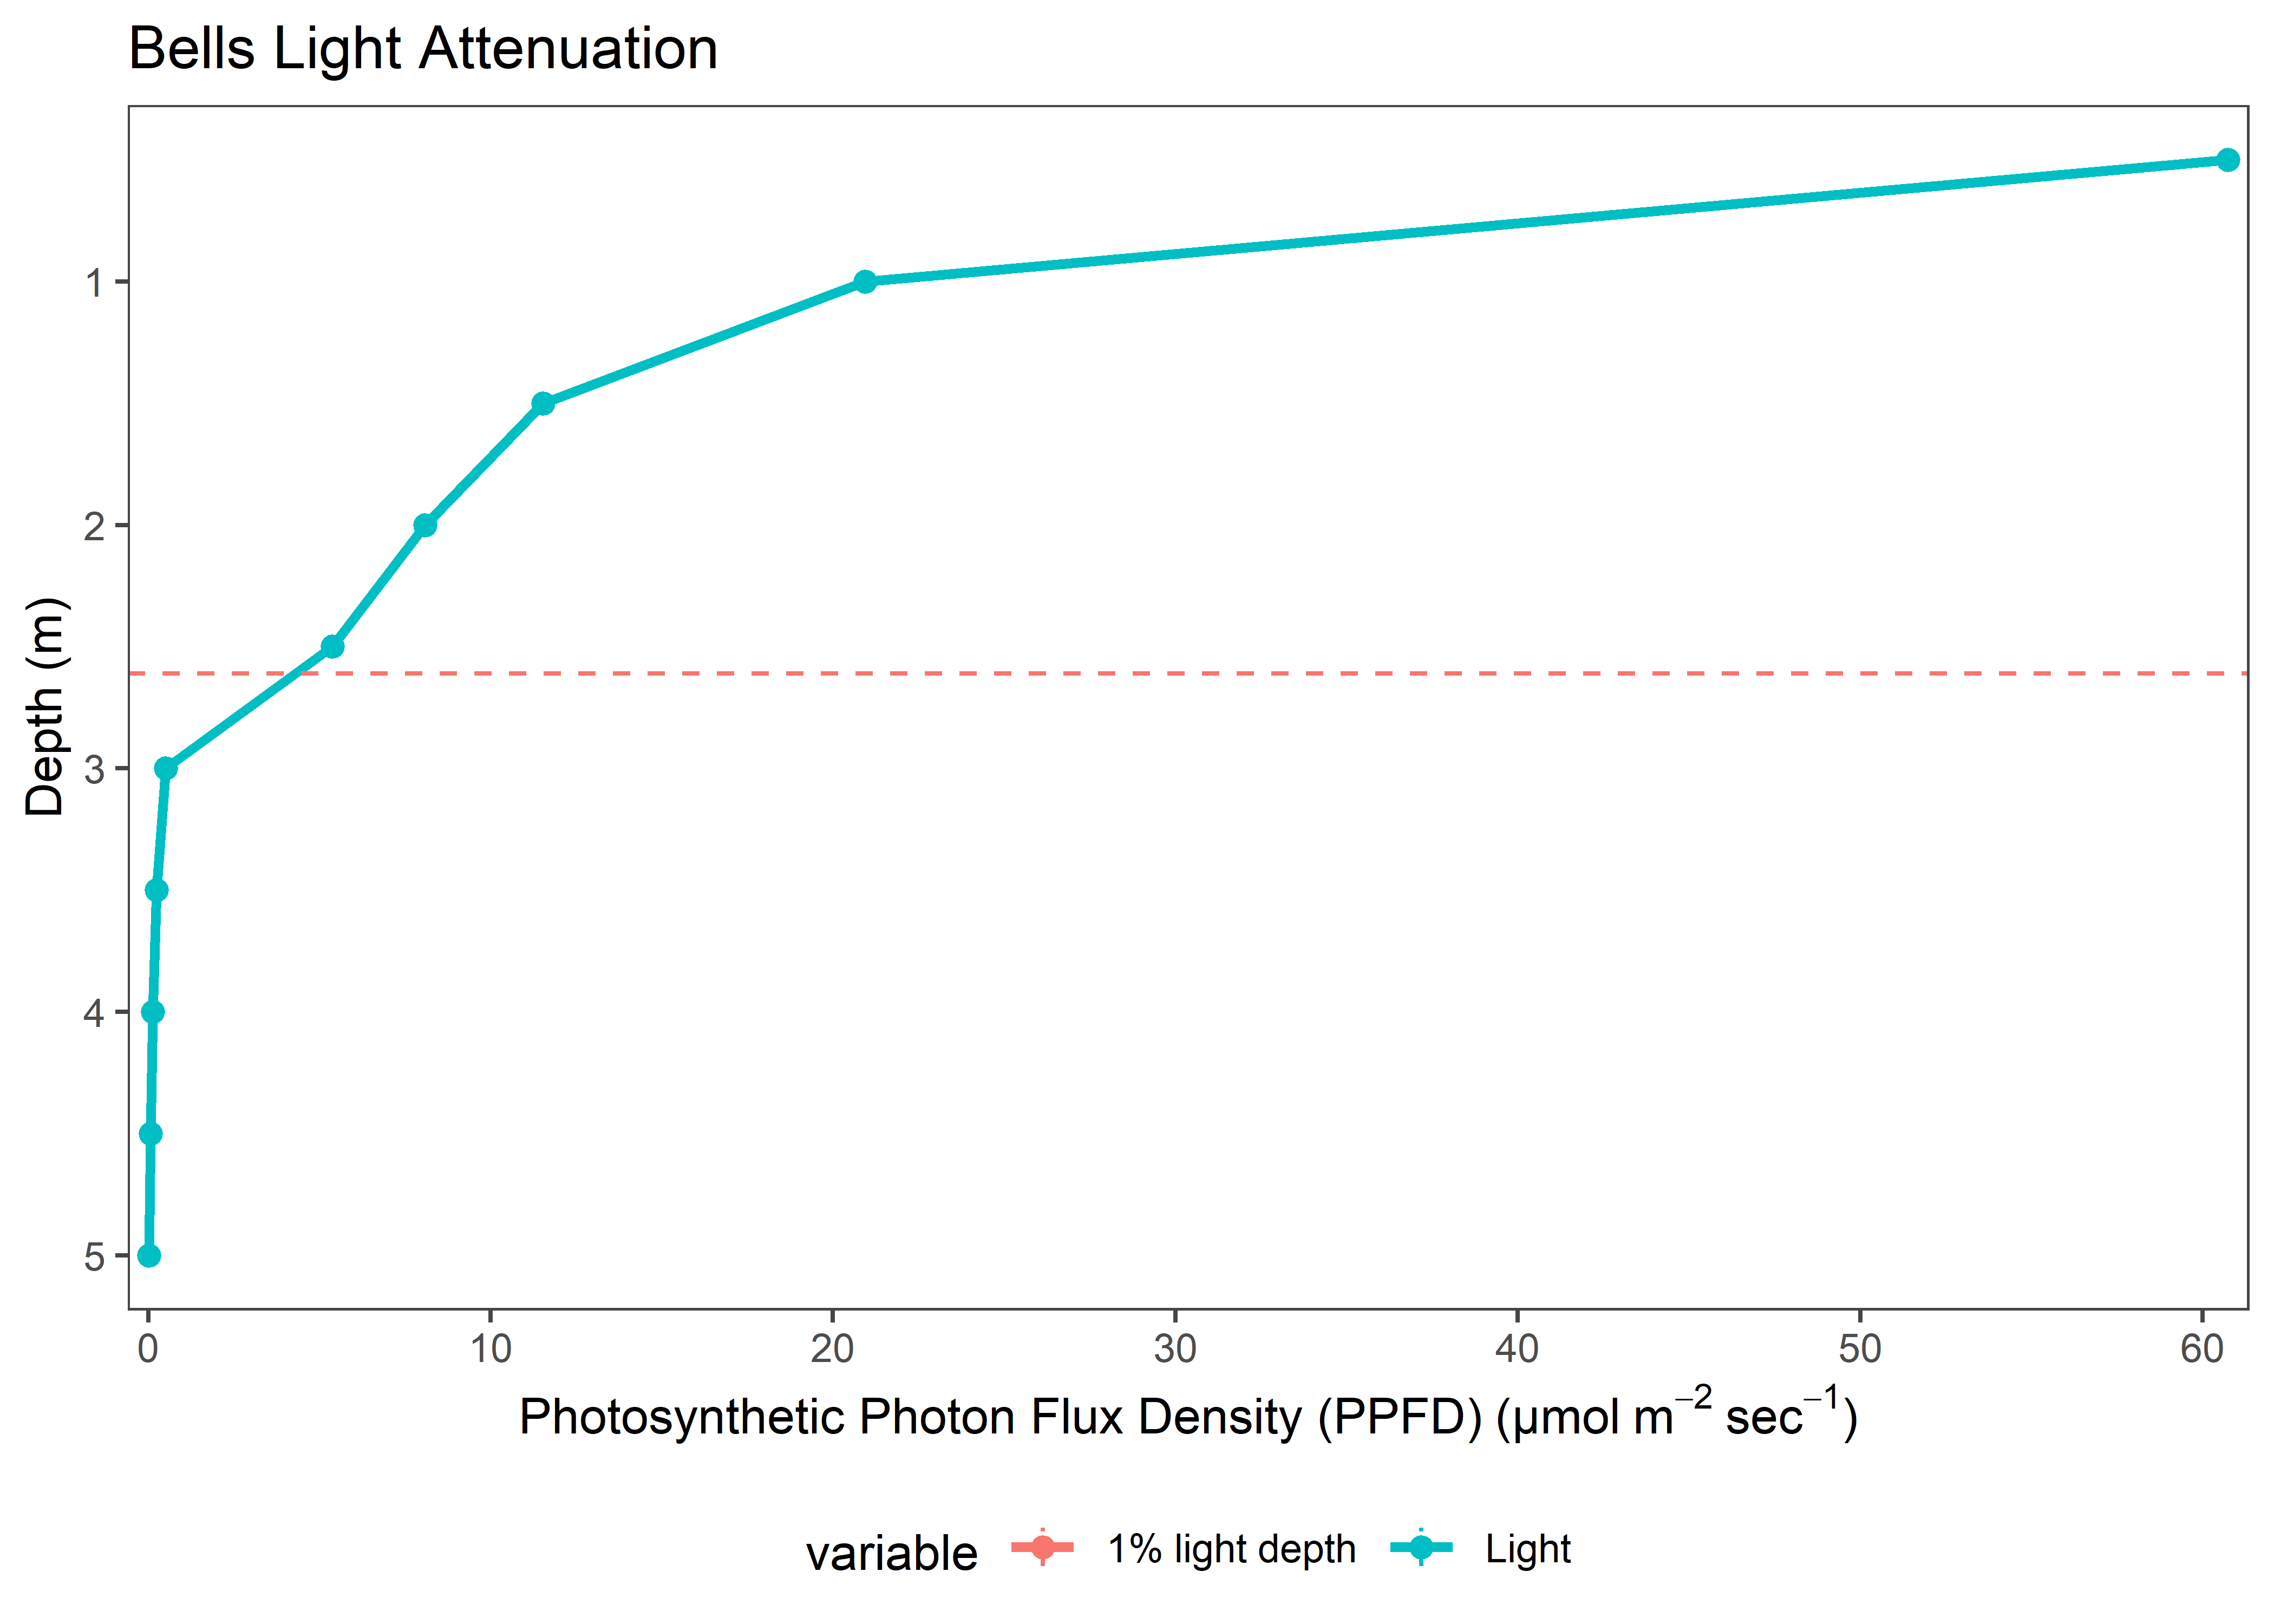 Bells Light Attenuation
Depth (m)
1
2
3
4
5
0 10 20 30 40 50 60
Photosynthetic Photon Flux Density (PPFD) (µmol m⁻² sec⁻¹)
variable 1% light depth Light